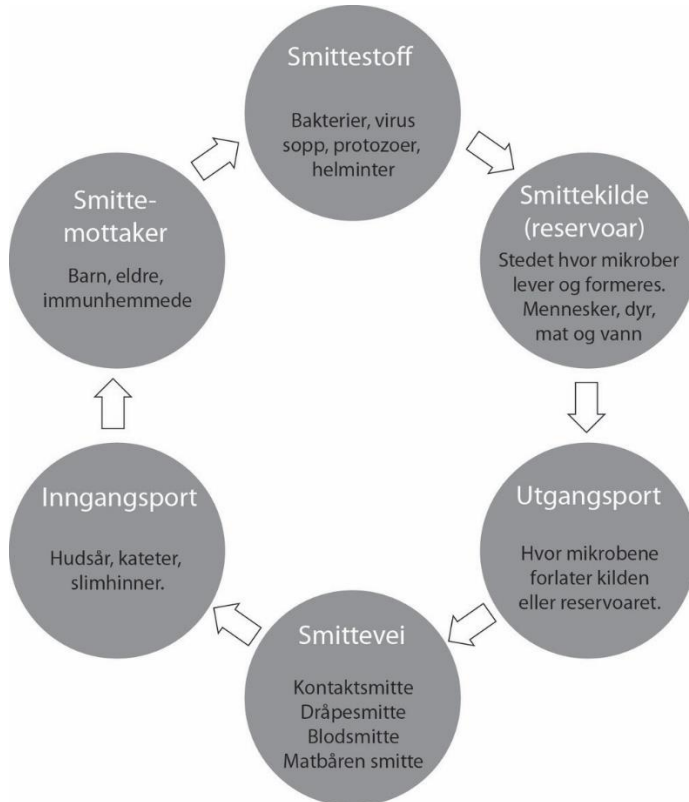 Smittestoff
Bakterier, virus
sopp, protozoer,
helminter
Smittekilde
(reservoar)
Stedet hvor mikrober
lever og formeres.
Mennesker, dyr,
mat og vann
Utgangsport
Hvor mikrobene
forlater kilden
eller reservoaret.
Smittevei
Kontaktsmitte
Dråpesmitte
Blodsmitte
Matbåren smitte
Inngangsport
Hudsår, kateter,
slimhinner.
Smitte-
mottaker
Barn, eldre,
immunhemmede